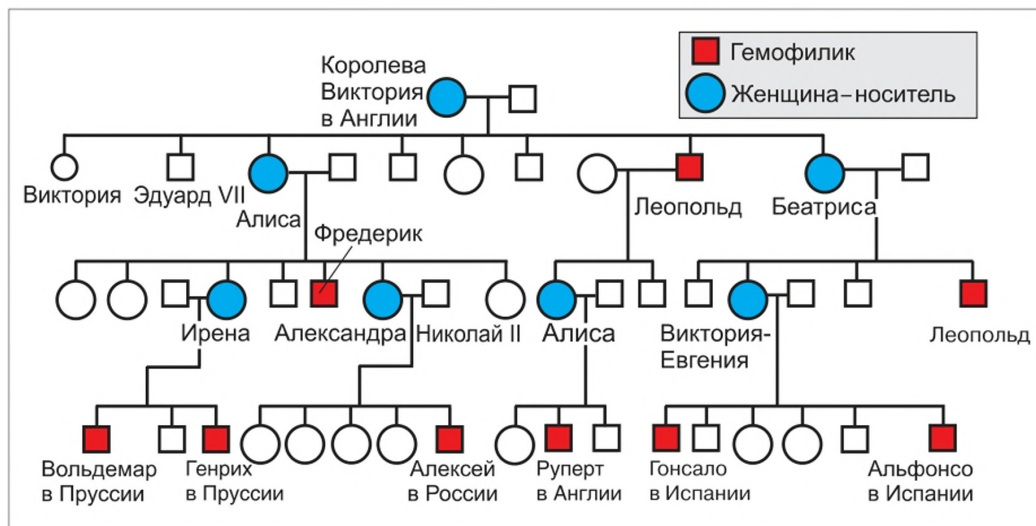 Королева
Виктория
в Англии
Гемофилик
Женщина–носитель
Виктория
Эдуард VII
Алиса
Леопольд
Беатриса
Фредерик
Ирена
Александра
Николай II
Алиса
Виктория-
Евгения
Леопольд
Вольдемар
в Пруссии
Генрих
в Пруссии
Алексей
в России
Руперт
в Англии
Гонсало
в Испании
Альфонсо
в Испании